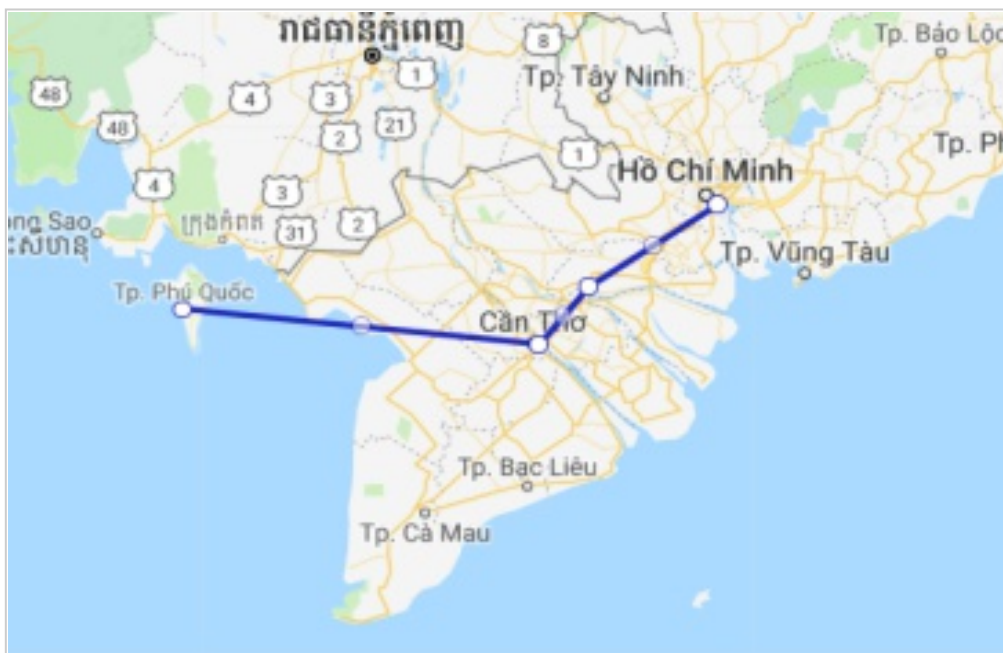 រាជធានីភ្នំពេញ
8
Tp. Bảo Lộc
48
4
3
1
Tp. Tây Ninh
48
2
21
1
Tp. Ph
4
3
Hồ Chí Minh
ong Sao
ក្រុងកំពត
31
2
Tp. Vũng Tàu
Tp. Phú Quốc
Cần Thơ
Tp. Bạc Liêu
Tp. Cà Mau